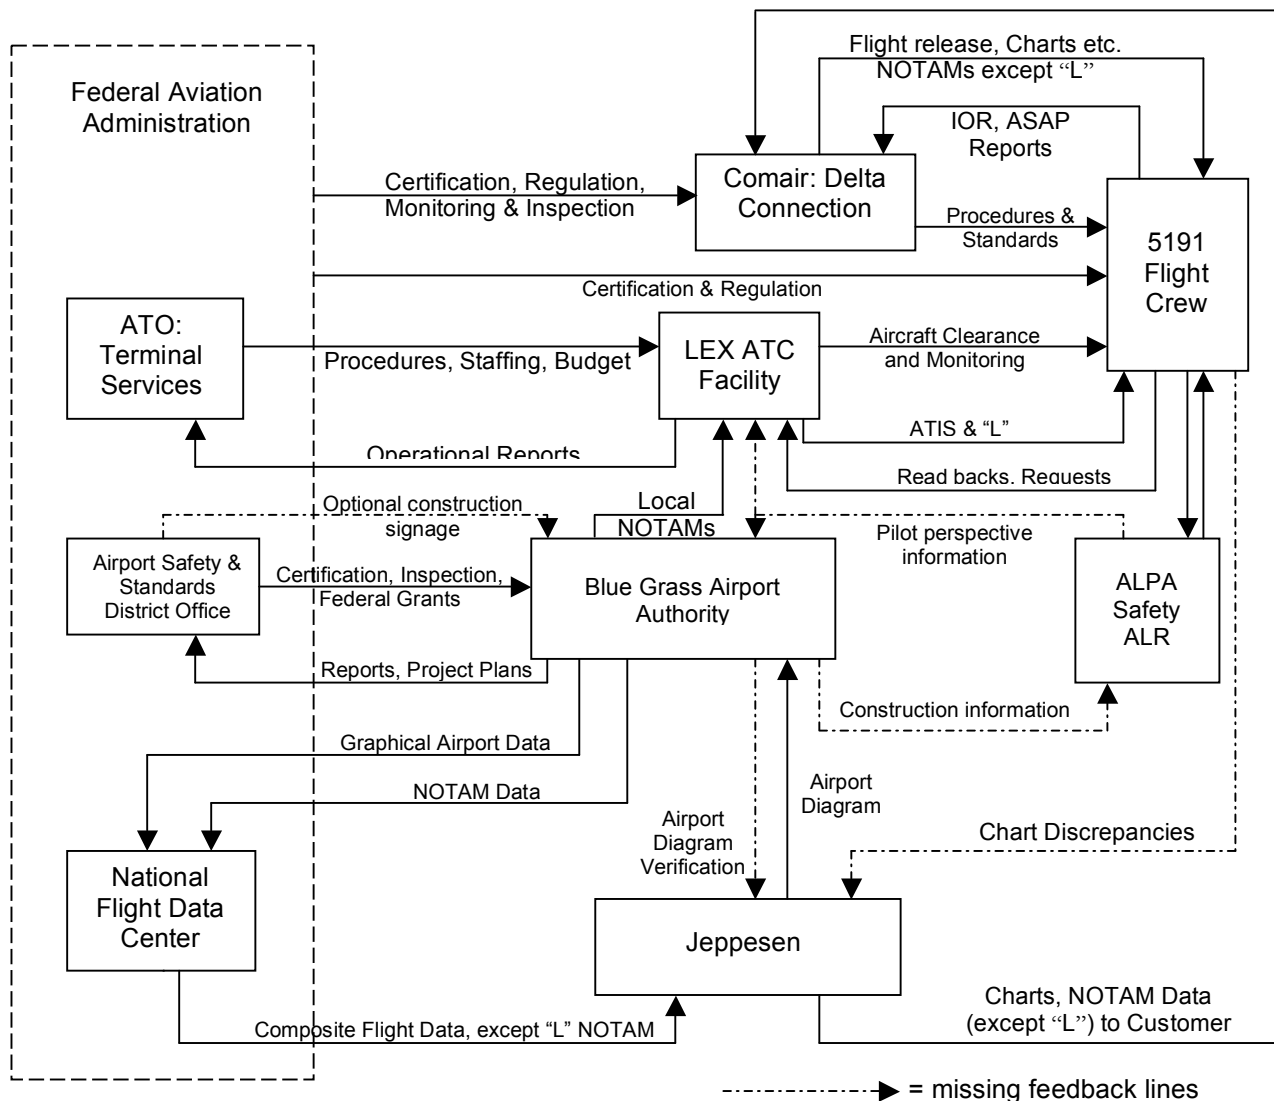 Federal Aviation
Administration
Flight release, Charts etc.
NOTAMs except “L”
IOR, ASAP
Reports
Certification, Regulation,
Monitoring & Inspection
Comair: Delta
Connection
Procedures &
Standards
5191
Flight
Crew
Certification & Regulation
ATO:
Terminal
Services
Procedures, Staffing, Budget
LEX ATC
Facility
Aircraft Clearance
and Monitoring
ATIS & “L”
Operational Reports
Read backs, Requests
Optional construction
signage
Local
NOTAMs
Pilot perspective
information
Airport Safety &
Standards
District Office
Certification, Inspection,
Federal Grants
Blue Grass Airport
Authority
ALPA
Safety
ALR
Reports, Project Plans
Construction information
Graphical Airport Data
NOTAM Data
Airport
Diagram
Airport
Diagram
Verification
Chart Discrepancies
National
Flight Data
Center
Jeppesen
Composite Flight Data, except “L” NOTAM
Charts, NOTAM Data
(except “L”) to Customer
= missing feedback lines